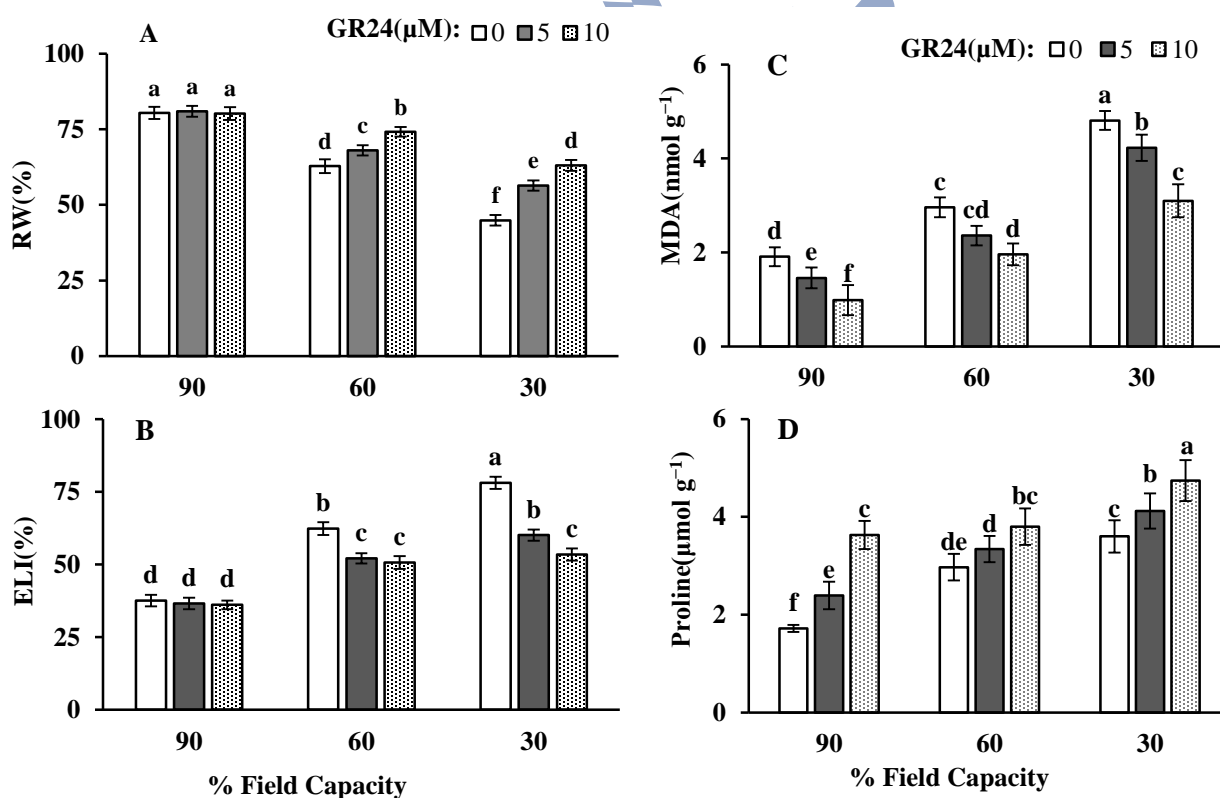 A
GR24(µM): 0 5 10
100
75
50
25
0
RW(%)
a a a
d c b
f e d
90 60 30
B
100
75
50
25
0
ELI(%)
d d d
b c c
a b c
90 60 30
% Field Capacity
GR24(µM): 0 5 10
C
6
4
2
0
MDA(nmol g⁻¹)
d e f
c cd d
a b c
90 60 30
D
6
4
2
0
Proline(µmol g⁻¹)
f e c
de d bc
c b a
90 60 30
% Field Capacity